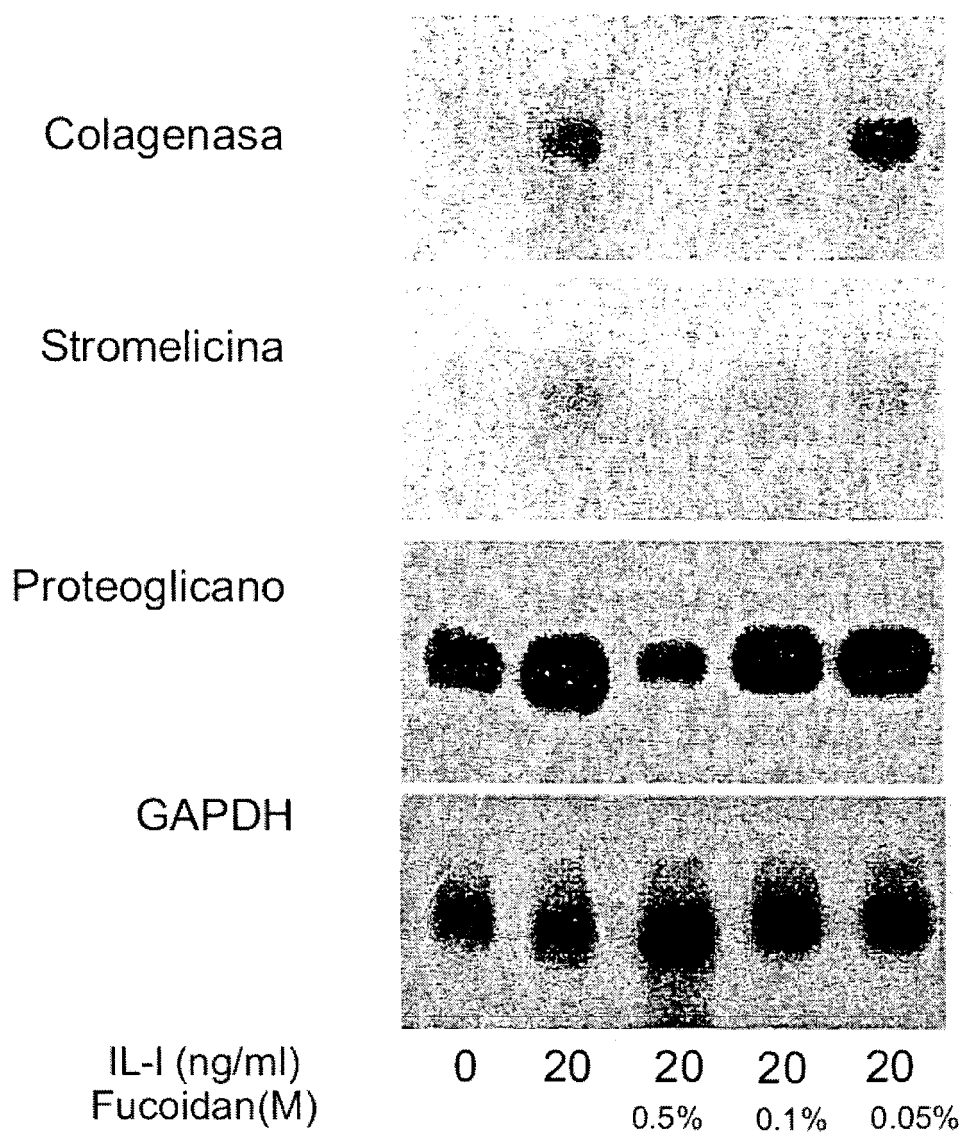 Colagenasa
Stromelicina
Proteoglicano
GAPDH
IL-I (ng/ml) 0 20 20 20 20
Fucoidan(M) 0.5% 0.1% 0.05%